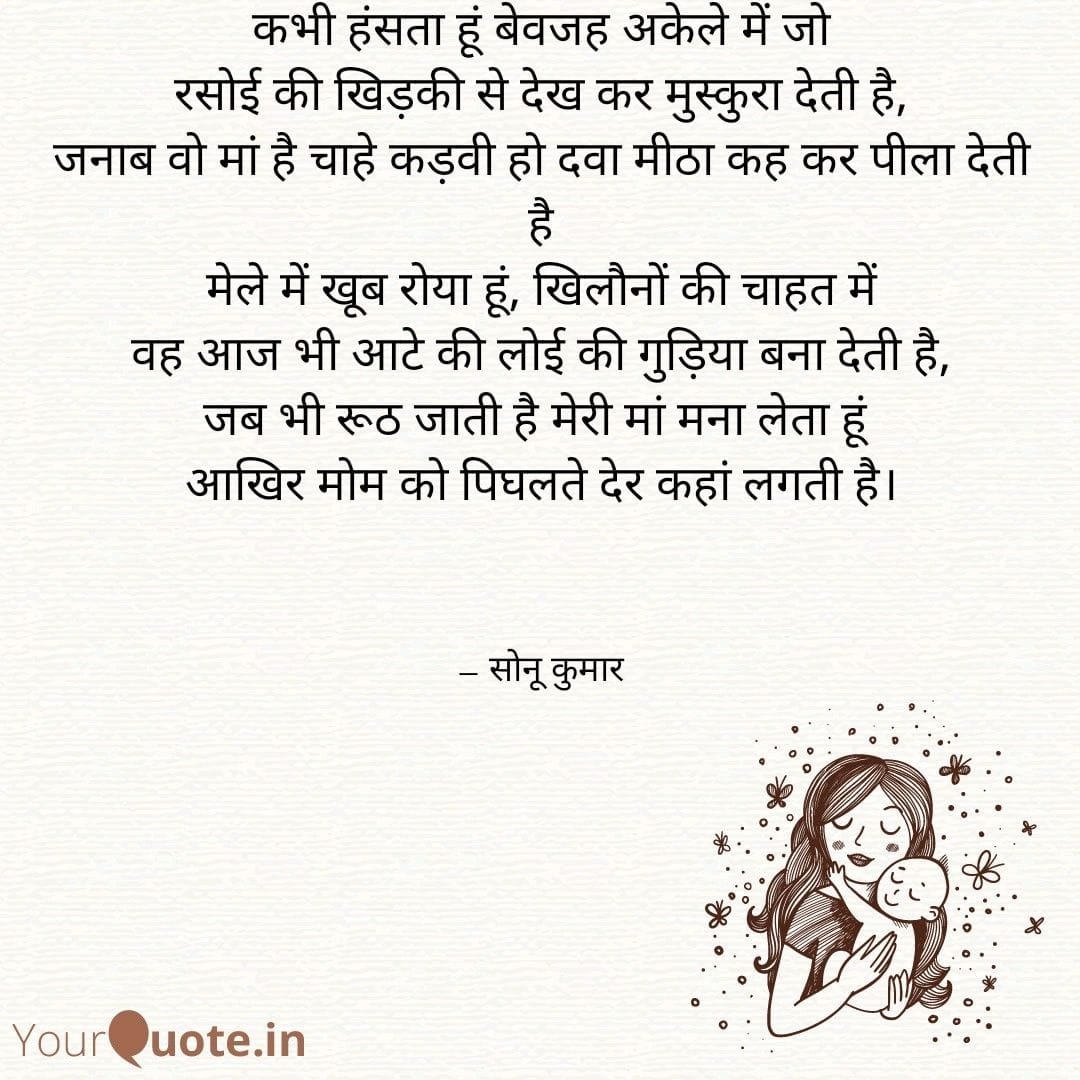 कभी हंसता हूं बेवजह अकेले में जो
रसोई की खिड़की से देख कर मुस्कुरा देती है,
जनाब वो मां है चाहे कड़वी हो दवा मीठा कह कर पीला देती
है
मेले में खूब रोया हूं, खिलौनों की चाहत में
वह आज भी आटे की लोई की गुड़िया बना देती है,
जब भी रूठ जाती है मेरी मां मना लेता हूं
आखिर मोम को पिघलते देर कहां लगती है।
– सोनू कुमार
YourQuote.in